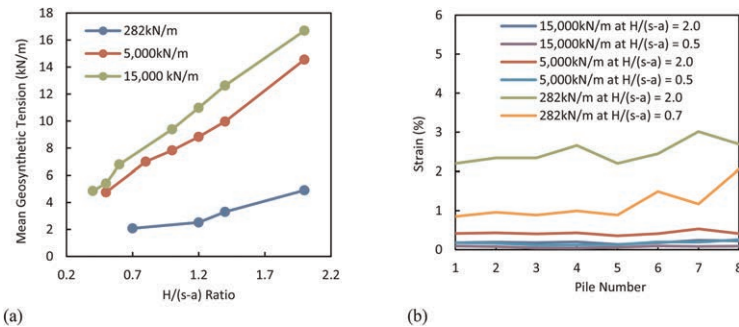 (a)
Mean Geosynthetic Tension (kN/m)
18
16
14
12
10
8
6
4
2
0
282kN/m
5,000kN/m
15,000 kN/m
0.2
0.7
1.2
1.7
2.2
H/(s-a) Ratio
(b)
Strain (%)
6
5
4
3
2
1
0
15,000kN/m at H/(s-a) = 2.0
15,000kN/m at H/(s-a) = 0.5
5,000kN/m at H/(s-a) = 2.0
5,000kN/m at H/(s-a) = 0.5
282kN/m at H/(s-a) = 2.0
282kN/m at H/(s-a) = 0.7
1
2
3
4
5
6
7
8
Pile Number